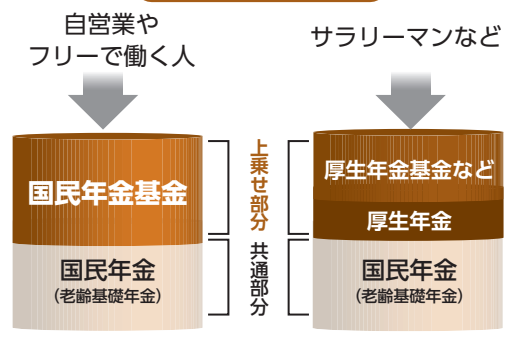 自営業や
フリーで働く人
サラリーマンなど
国民年金基金
国民年金
(老齢基礎年金)
上乗せ部分
共通部分
厚生年金基金など
厚生年金
国民年金
(老齢基礎年金)